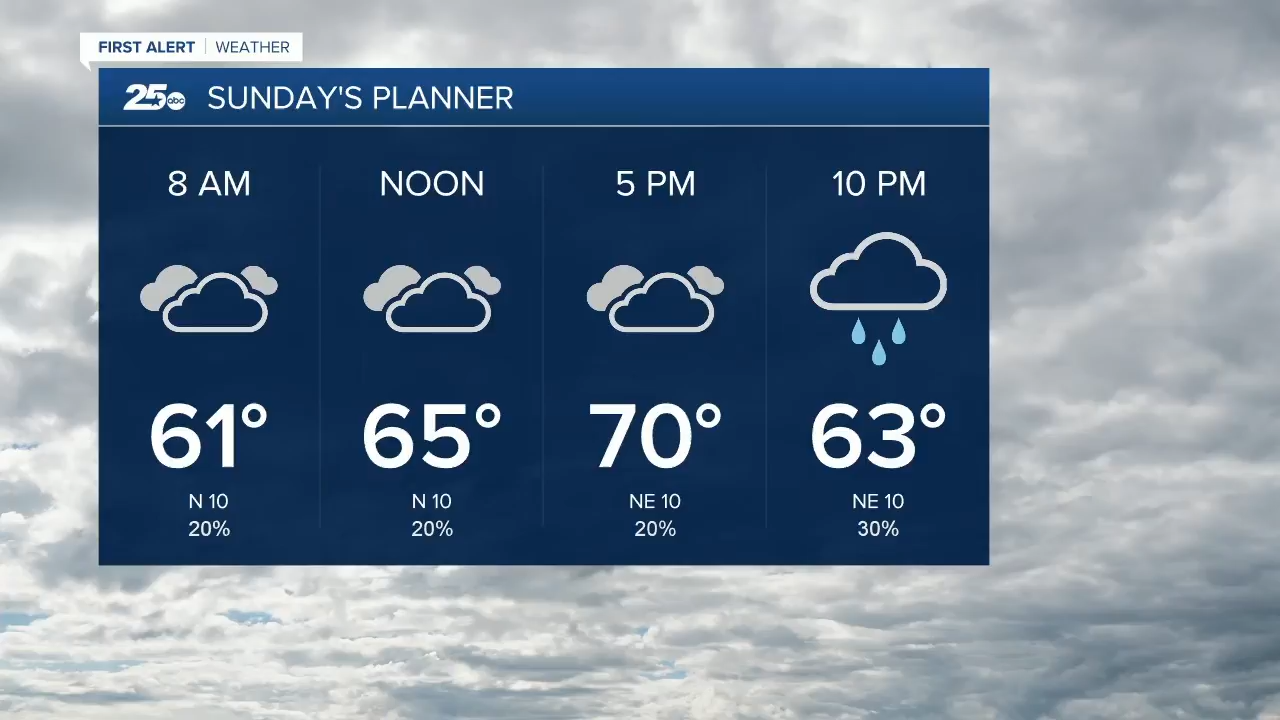 FIRST ALERT | WEATHER
25 abc SUNDAY'S PLANNER
8 AM NOON 5 PM 10 PM
61° 65° 70° 63°
N 10 N 10 NE 10 NE 10
20% 20% 20% 30%